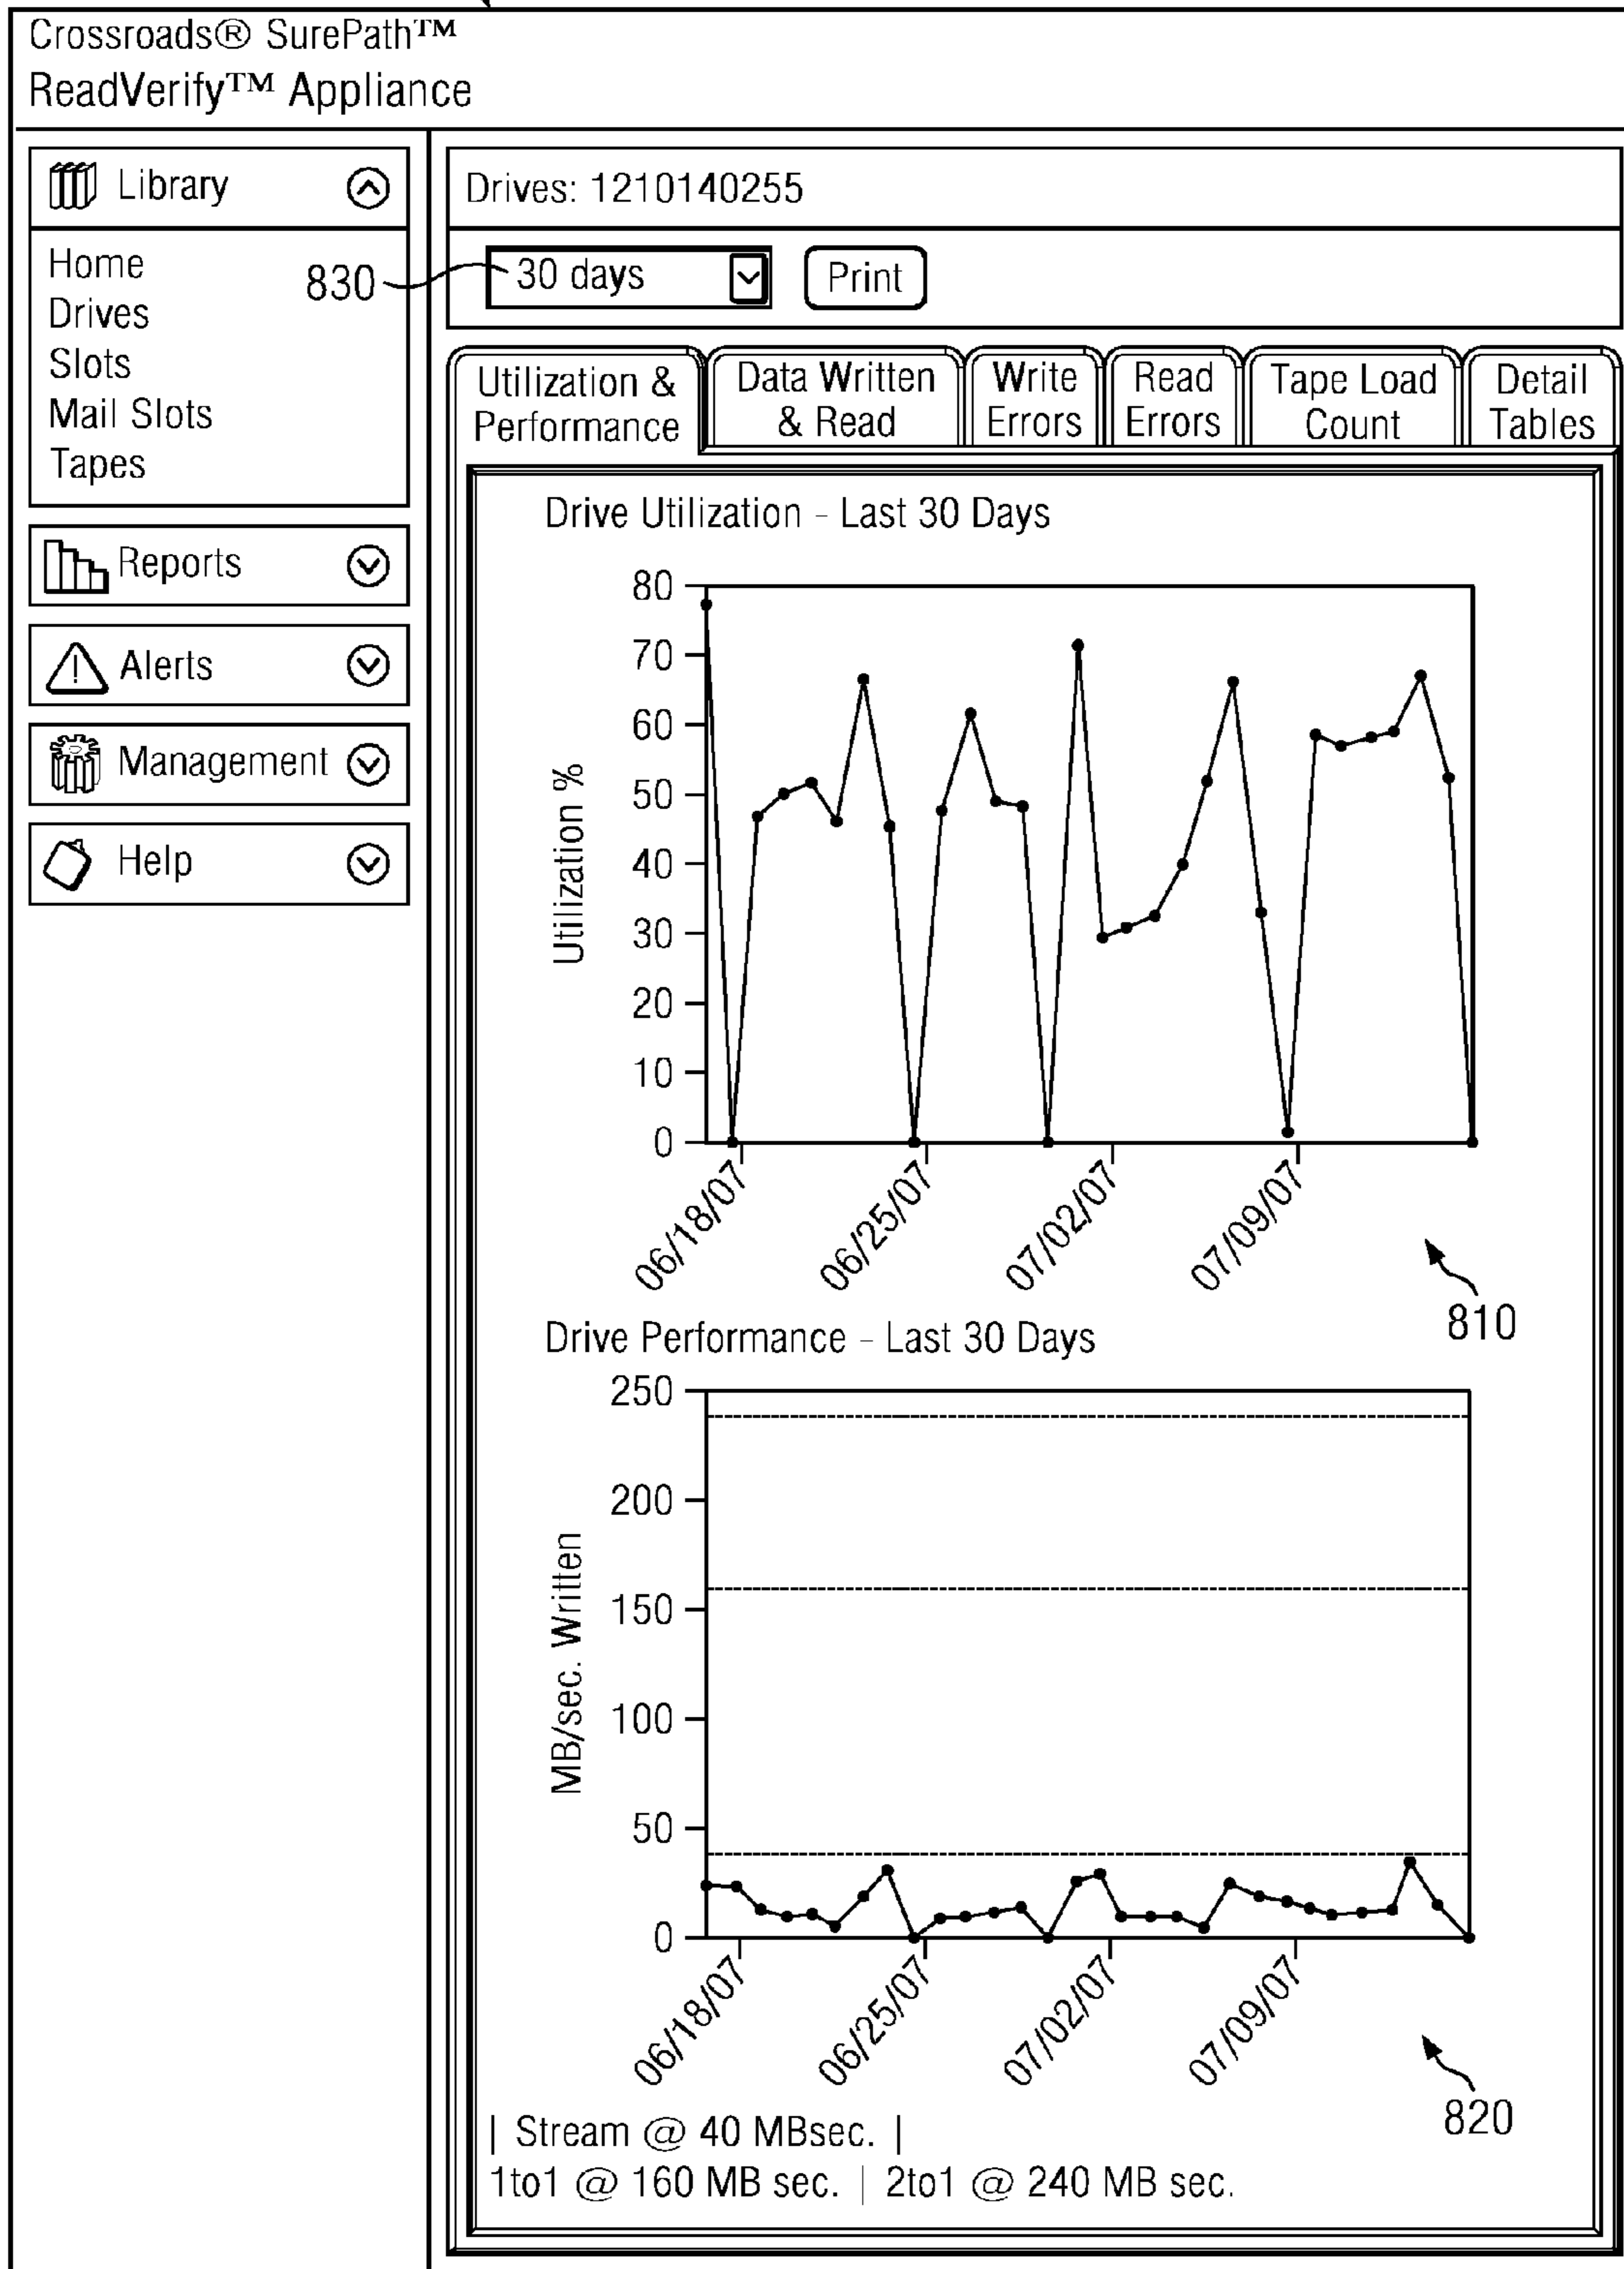 Crossroads® SurePath™
ReadVerify™ Appliance
Library
Home
Drives
Slots
Mail Slots
Tapes
Reports
Alerts
Management
Help
Drives: 1210140255
830
30 days
Print
Utilization &
Performance
Data Written
& Read
Write
Errors
Read
Errors
Tape Load
Count
Detail
Tables
Drive Utilization - Last 30 Days
Utilization %
80
70
60
50
40
30
20
10
0
06/18/07
06/25/07
07/02/07
07/09/07
810
Drive Performance - Last 30 Days
MB/sec. Written
250
200
150
100
50
0
06/18/07
06/25/07
07/02/07
07/09/07
820
| Stream @ 40 MBsec. |
1to1 @ 160 MB sec. | 2to1 @ 240 MB sec.